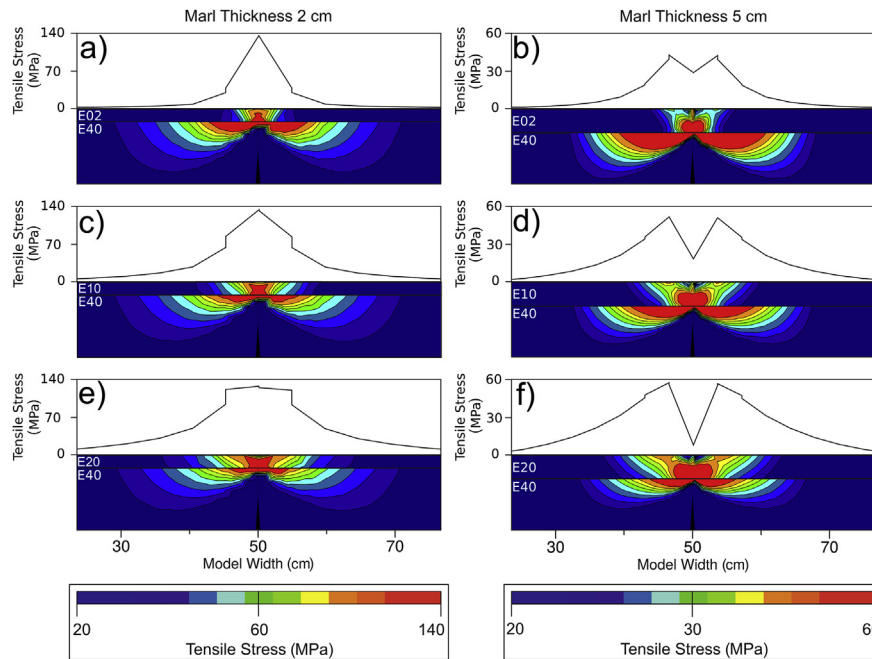 Marl Thickness 2 cm
Marl Thickness 5 cm
Tensile Stress
(MPa)
140
70
0
a)
E02
E40
Tensile Stress
(MPa)
60
30
0
b)
E02
E40
Tensile Stress
(MPa)
140
70
0
c)
E10
E40
Tensile Stress
(MPa)
60
30
0
d)
E10
E40
Tensile Stress
(MPa)
140
70
0
e)
E20
E40
Tensile Stress
(MPa)
60
30
0
f)
E20
E40
30 50 70
Model Width (cm)
30 50 70
Model Width (cm)
20 60 140
Tensile Stress (MPa)
20 30
Tensile Stress (MPa)